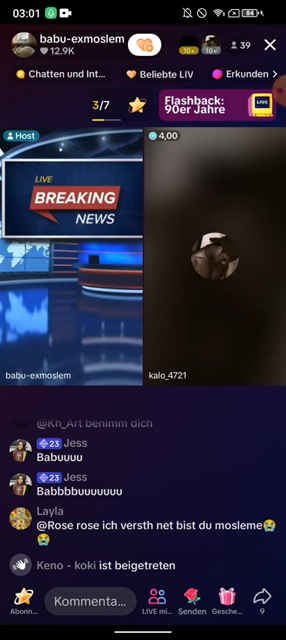 03:01
84
babu-exmoslem
12.9K
10+
10+
39
Chatten und Int...
Beliebte LIV
Erkunden
3/7
Flashback:
90er Jahre
LIVE
Host
4,00
LIVE
BREAKING
NEWS
babu-exmoslem
kalo_4721
@Kh_Art benimm dich
23 Jess
Babuuuu
23 Jess
Babbbbuuuuuuu
Layla
@Rose rose ich versth net bist du mosleme😭
😭
Keno - koki ist beigetreten
Kommenta...
Abonn...
LIVE mi...
Senden
Gesche...
9